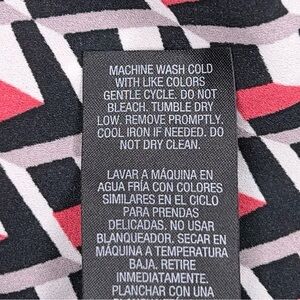 MACHINE WASH COLD
WITH LIKE COLORS
GENTLE CYCLE. DO NOT
BLEACH. TUMBLE DRY
LOW. REMOVE PROMPTLY.
COOL IRON IF NEEDED. DO
NOT DRY CLEAN.
LAVAR A MÁQUINA EN
AGUA FRÍA CON COLORES
SIMILARES EN EL CICLO
PARA PRENDAS
DELICADAS. NO USAR
BLANQUEADOR. SECAR EN
MÁQUINA A TEMPERATURA
BAJA. RETIRE
INMEDIATAMENTE.
PLANCHAR CON UNA